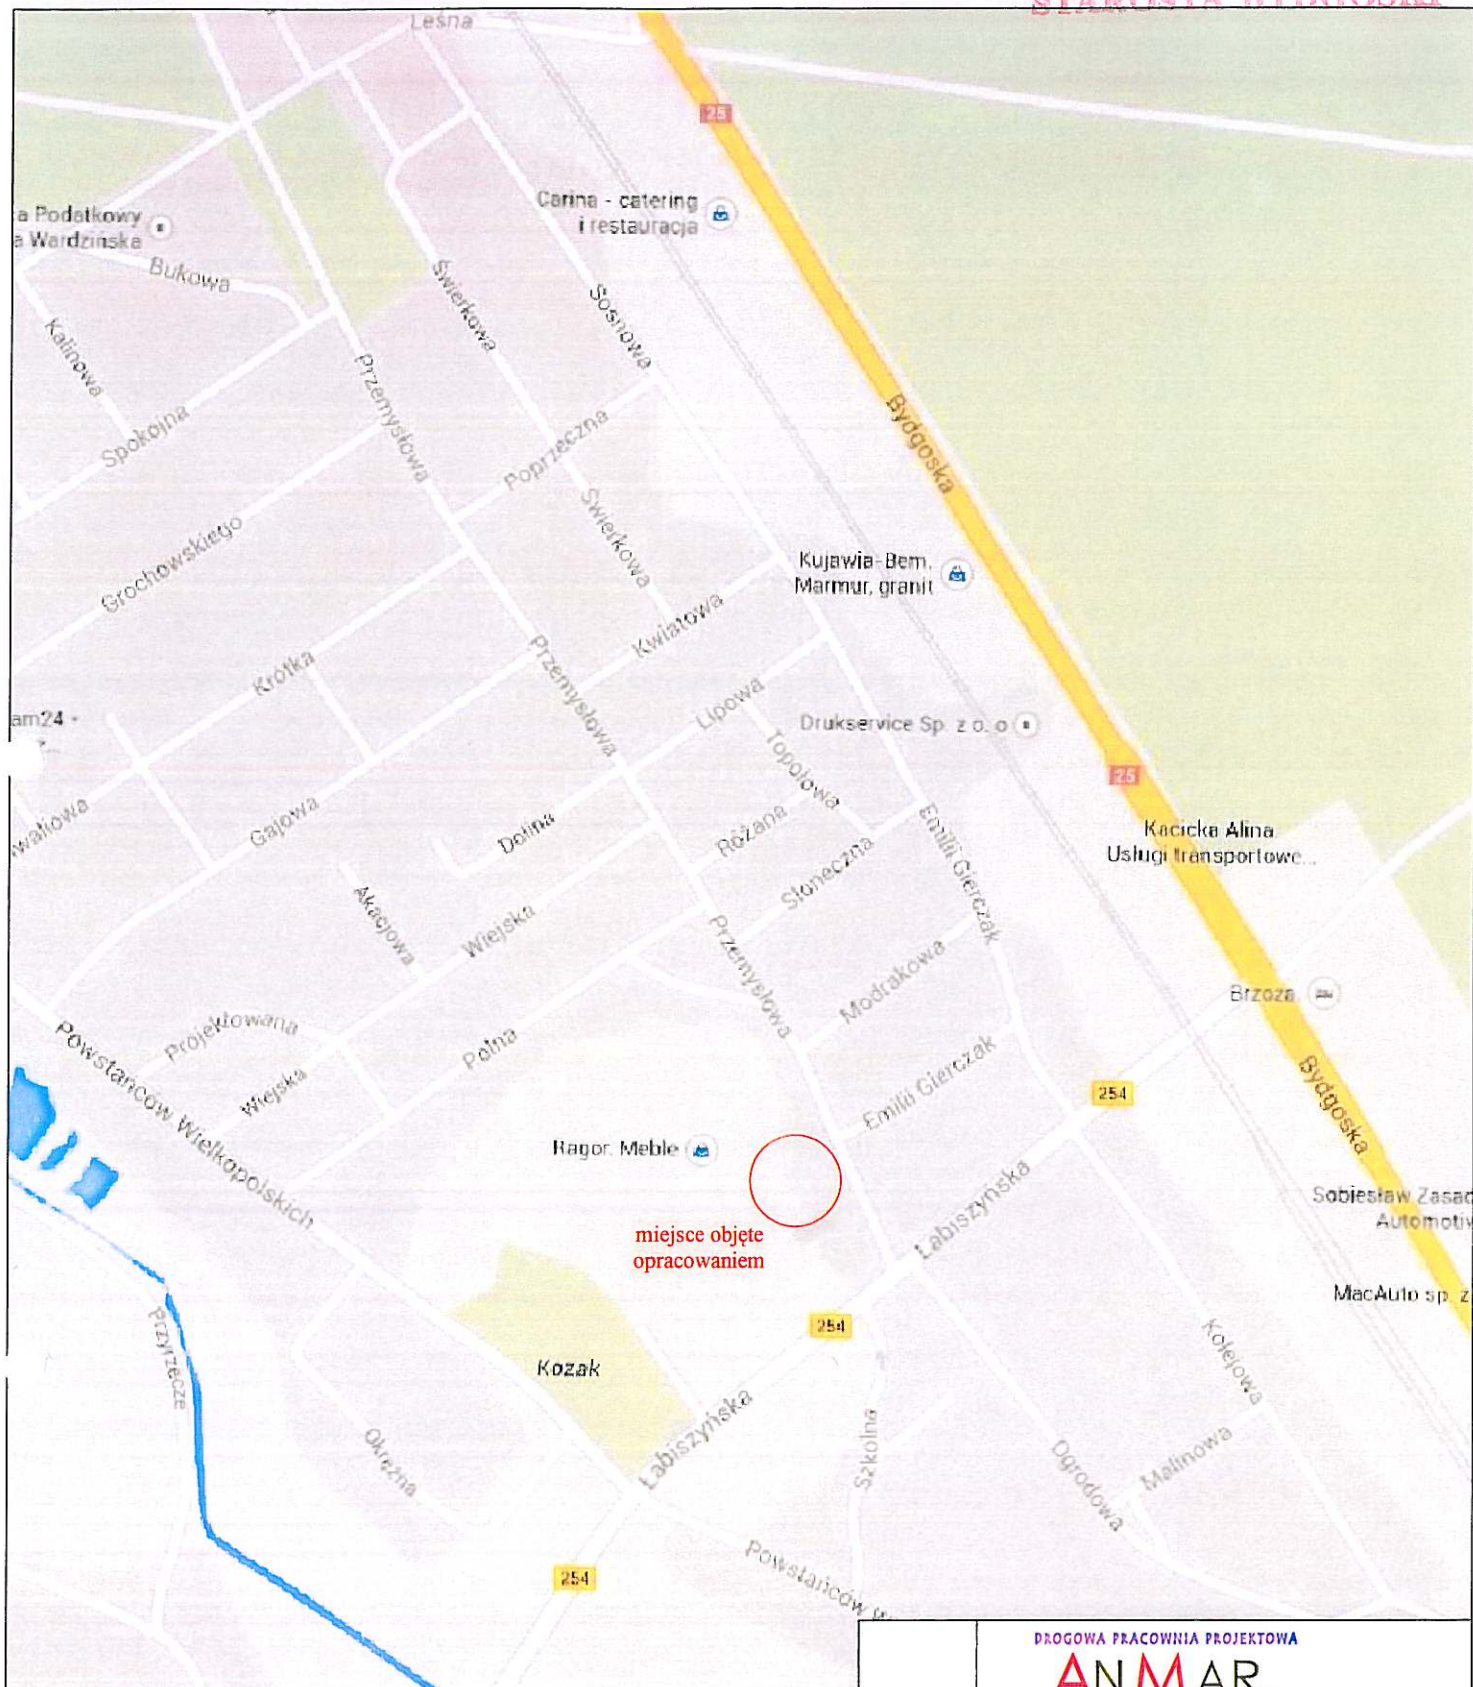 Leśna
25
Carina - catering
i restauracja
a Podatkowy
a Wardzińska
Bukowa
Świerkowa
Sosnowa
Kalinowa
Przemysłowa
Spokojna
Poprzeczna
Bydgoska
Świerkowa
Grochowskiego
Kujawia-Bem.
Marmur, granit
Kwiatowa
Przemysłowa
Krótka
Lipowa
am24 -
Drukservice Sp. z o. o
Topolowa
25
Gajowa
Dolina
Różana
Emilii Gierczak
Kacicka Alina
Usługi transportowe...
Słoneczna
Akacjowa
Wiejska
Przemysłowa
Modrakowa
Brzoza
Projektowana
Polna
Powstańców Wielkopolskich
Wiejska
Emilii Gierczak
254
Bydgoska
Ragor. Meble
Łabiszyńska
Sobiesław Zasad
Automotiv
miejsce objęte
opracowaniem
MacAuto sp. z
Przyrzecze
254
Kolejowa
Kozak
Łabiszyńska
Szkolna
Okrężna
Ogrodowa
Malinowa
254
Powstańców W
DROGOWA PRACOWNIA PROJEKTOWA
ANMAR